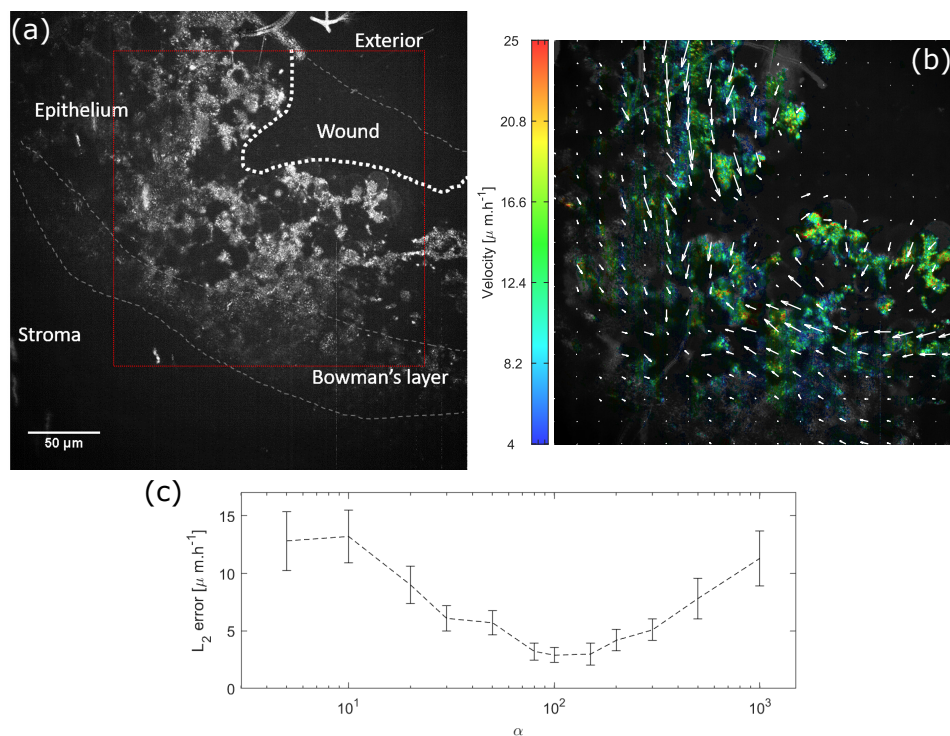 (a)
Exterior
Epithelium
Wound
Stroma
Bowman's layer
50 µm
(b)
25
20.8
16.6
12.4
8.2
4
Velocity [µ m.h⁻¹]
(c)
15
10
5
0
L₂ error [µ m.h⁻¹]
10¹
10²
10³
α